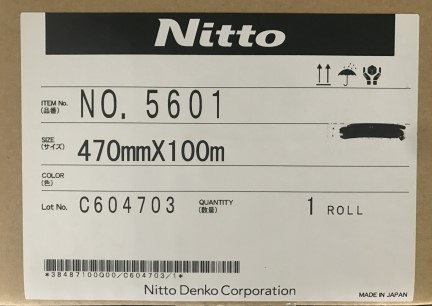 Nitto
ITEM No. NO. 5601
(品番)
SIZE 470mmX100m
(サイズ)
COLOR
(色)
Lot No. C604703 QUANTITY 1 ROLL
(数量)
*38487100Q00/C604703/1*
Nitto Denko Corporation
MADE IN JAPAN